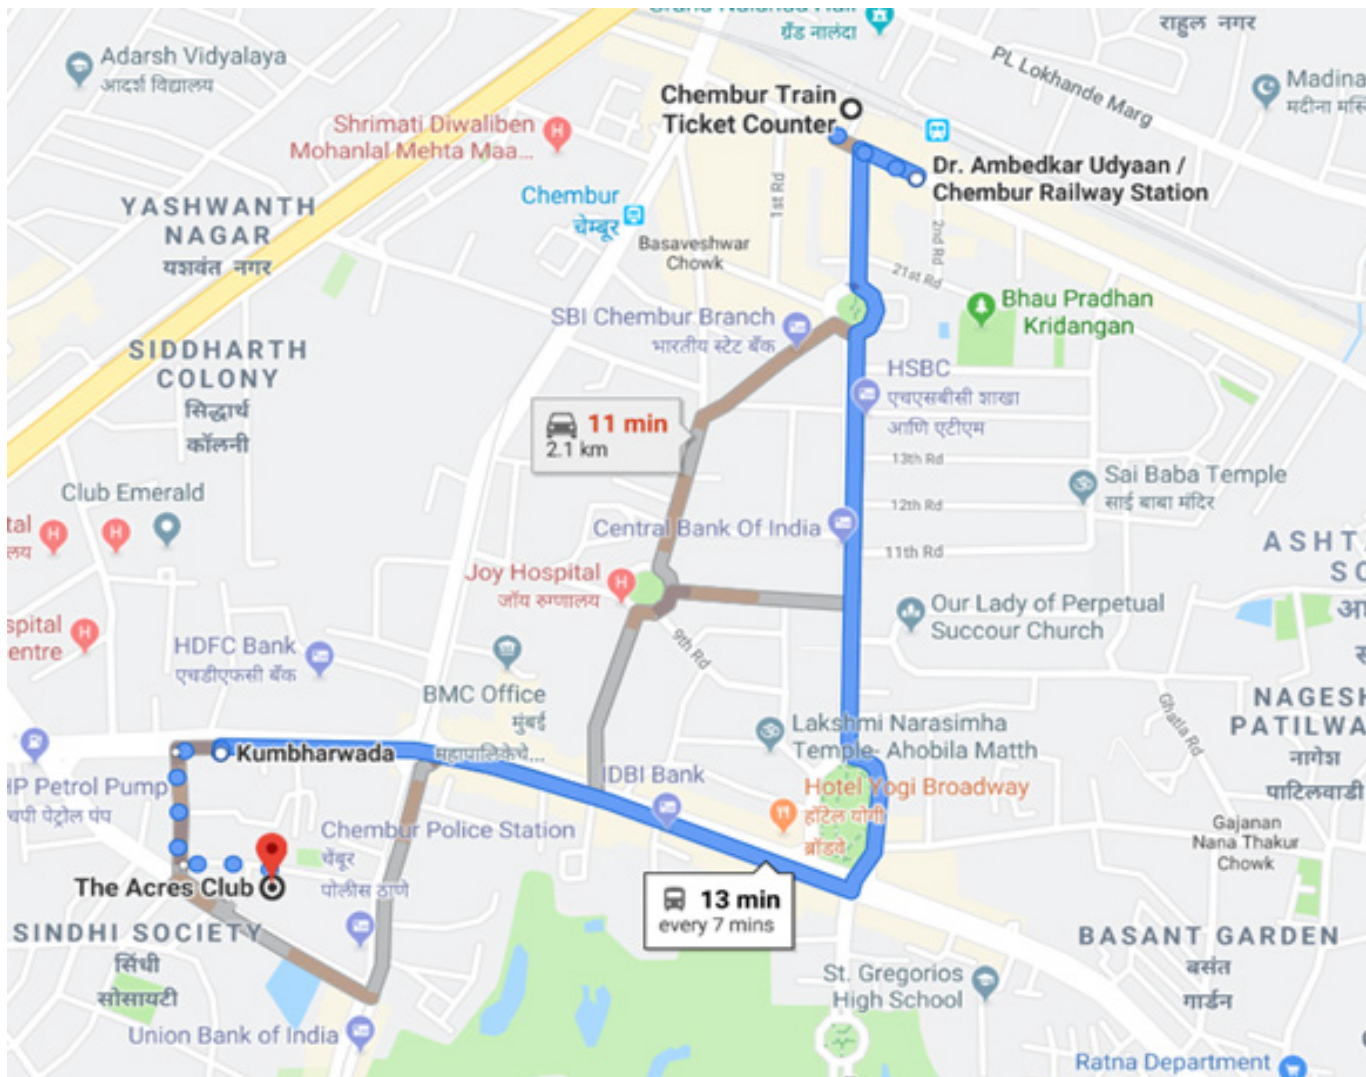 ग्रँड नालंदा
राहुल नगर
Adarsh Vidyalaya
आदर्श विद्यालय
PL Lokhande Marg
Madina
Chembur Train
Ticket Counter
Shrimati Diwaliben
Mohanlal Mehta Maa...
Dr. Ambedkar Udyaan /
Chembur Railway Station
Chembur
चेम्बूर
1st Rd
2nd Rd
YASHWANTH
NAGAR
यशवंत नगर
Basaveshwar
Chowk
21st Rd
Bhau Pradhan
Kridangan
SBI Chembur Branch
भारतीय स्टेट बँक
SIDDHARTH
COLONY
सिद्धार्थ
कॉलनी
HSBC
एचएसबीसी शाखा
आणि एटीएम
11 min
2.1 km
13th Rd
Sai Baba Temple
साई बाबा मंदिर
Club Emerald
12th Rd
Central Bank Of India
11th Rd
Joy Hospital
जॉय रुग्णालय
Our Lady of Perpetual
Succour Church
9th Rd
HDFC Bank
एचडीएफसी बँक
BMC Office
मुंबई
महापालिकेचे...
Lakshmi Narasimha
Temple- Ahobila Matth
Ghatla Rd
NAGESH
PATILWA
नागेश
पाटिलवाडी
Kumbharwada
IDBI Bank
Hotel Yogi Broadway
हॉटेल योगी
ब्रॉडवे
HP Petrol Pump
चपी पेट्रोल पंप
Chembur Police Station
चेंबूर
पोलीस ठाणे
Gajanan
Nana Thakur
Chowk
The Acres Club
13 min
every 7 mins
SINDHI SOCIETY
सिंधी
सोसायटी
BASANT GARDEN
बसंत
गार्डन
St. Gregorios
High School
Union Bank of India
Ratna Department